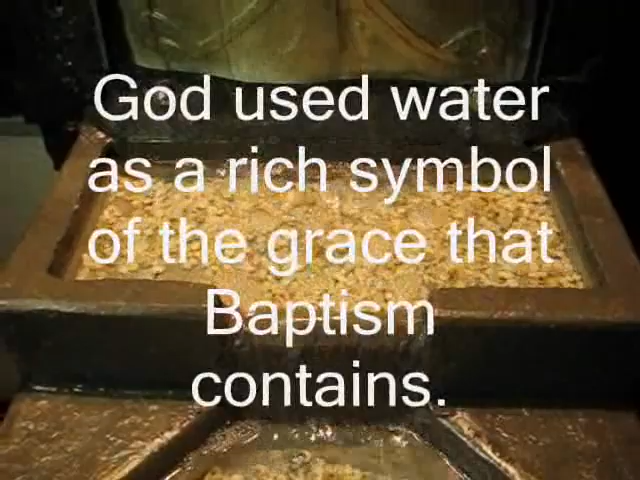 God used water
as a rich symbol
of the grace that
Baptism
contains.